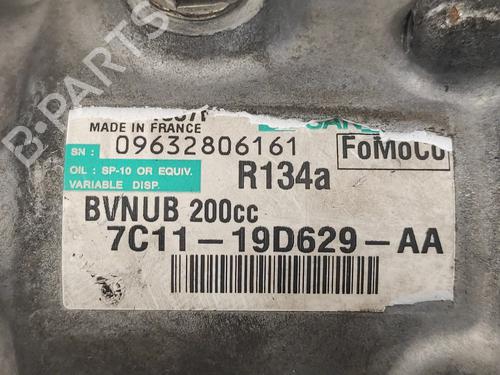 MADE IN FRANCE
SN : 09632806161
FoMoCo
OIL : SP-10 OR EQUIV.
VARIABLE DISP.
R134a
BVNUB 200cc
7C11-19D629-AA
B-PARTS